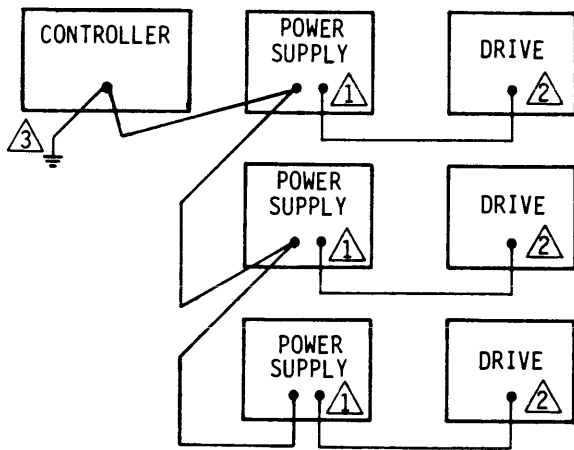 CONTROLLER
3
POWER
SUPPLY
1
DRIVE
2
POWER
SUPPLY
1
DRIVE
2
POWER
SUPPLY
1
DRIVE
2